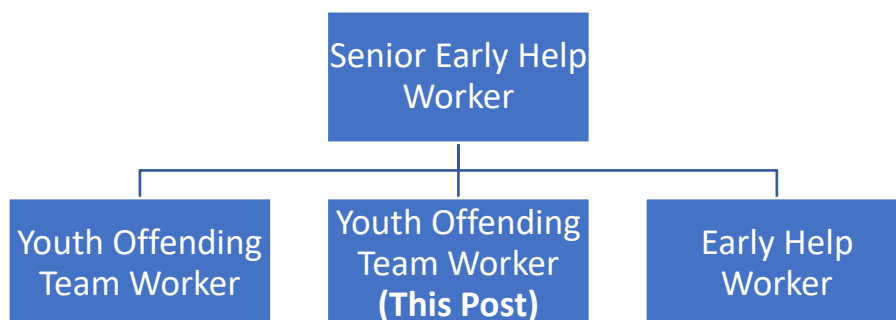 Senior Early Help
Worker
Youth Offending
Team Worker
Youth Offending
Team Worker
(This Post)
Early Help
Worker